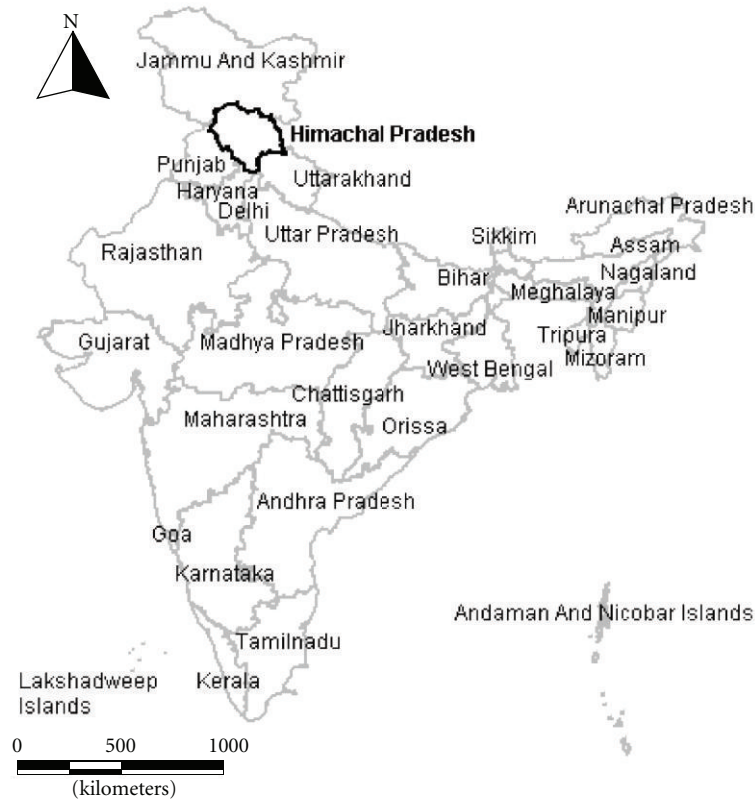 N
Jammu And Kashmir
Himachal Pradesh
Punjab
Uttarakhand
Haryana
Delhi
Arunachal Pradesh
Uttar Pradesh
Sikkim
Assam
Rajasthan
Bihar
Nagaland
Meghalaya
Manipur
Jharkhand
Tripura
Gujarat
Madhya Pradesh
Mizoram
West Bengal
Chattisgarh
Maharashtra
Orissa
Andhra Pradesh
Goa
Karnataka
Andaman And Nicobar Islands
Tamilnadu
Lakshadweep
Islands
Kerala
0 500 1000
(kilometers)